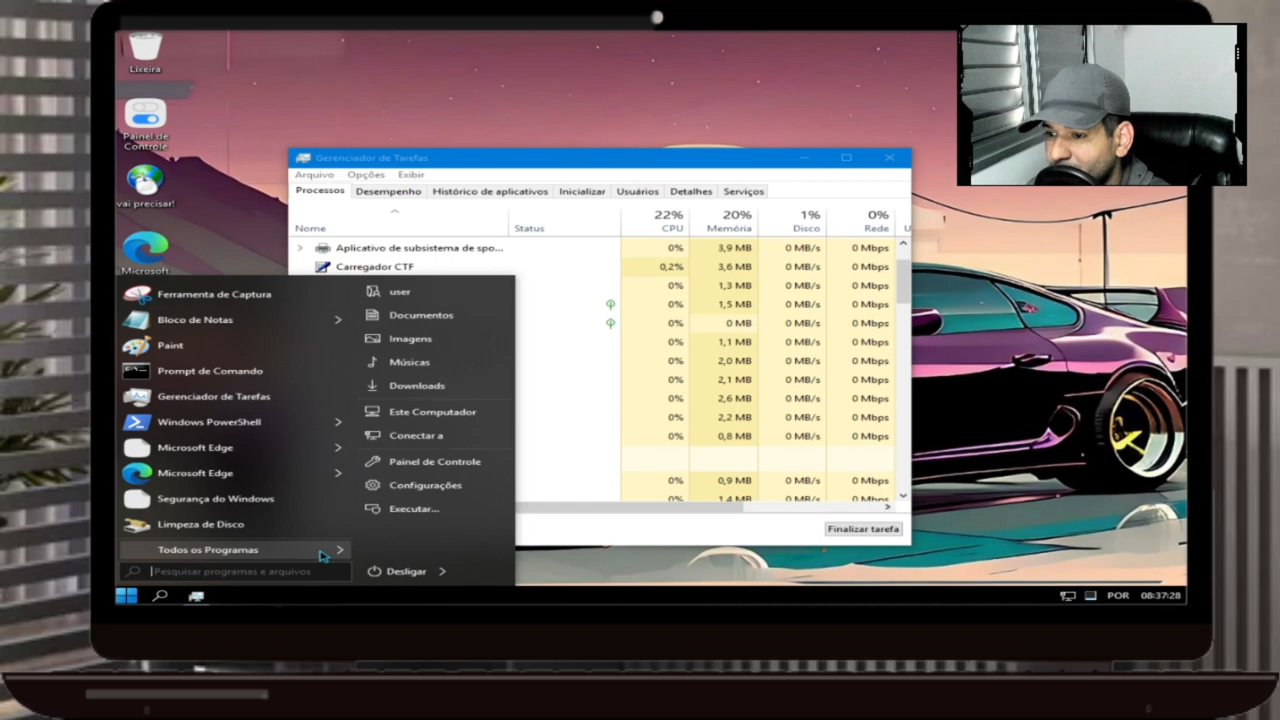 Lixeira
Painel de
Controle
vai precisar!
Microsoft
Gerenciador de Tarefas
Arquivo Opções Exibir
Processos Desempenho Histórico de aplicativos Inicializar Usuários Detalhes Serviços
22% 20% 1% 0%
Nome Status CPU Memória Disco Rede U
Aplicativo de subsistema de spo... 0% 3,9 MB 0 MB/s 0 Mbps
Carregador CTF 0,2% 3,6 MB 0 MB/s 0 Mbps
0% 1,3 MB 0 MB/s 0 Mbps
0% 1,5 MB 0 MB/s 0 Mbps
0% 0 MB 0 MB/s 0 Mbps
0% 1,1 MB 0 MB/s 0 Mbps
0% 2,0 MB 0 MB/s 0 Mbps
0% 2,1 MB 0 MB/s 0 Mbps
0% 2,6 MB 0 MB/s 0 Mbps
0% 2,2 MB 0 MB/s 0 Mbps
0% 0,8 MB 0 MB/s 0 Mbps
0% 0,9 MB 0 MB/s 0 Mbps
0% 1,4 MB 0 MB/s 0 Mbps
Finalizar tarefa
Ferramenta de Captura
Bloco de Notas
Paint
Prompt de Comando
Gerenciador de Tarefas
Windows PowerShell
Microsoft Edge
Microsoft Edge
Segurança do Windows
Limpeza de Disco
Todos os Programas
Pesquisar programas e arquivos
user
Documentos
Imagens
Músicas
Downloads
Este Computador
Conectar a
Painel de Controle
Configurações
Executar...
Desligar
POR 08:37:28